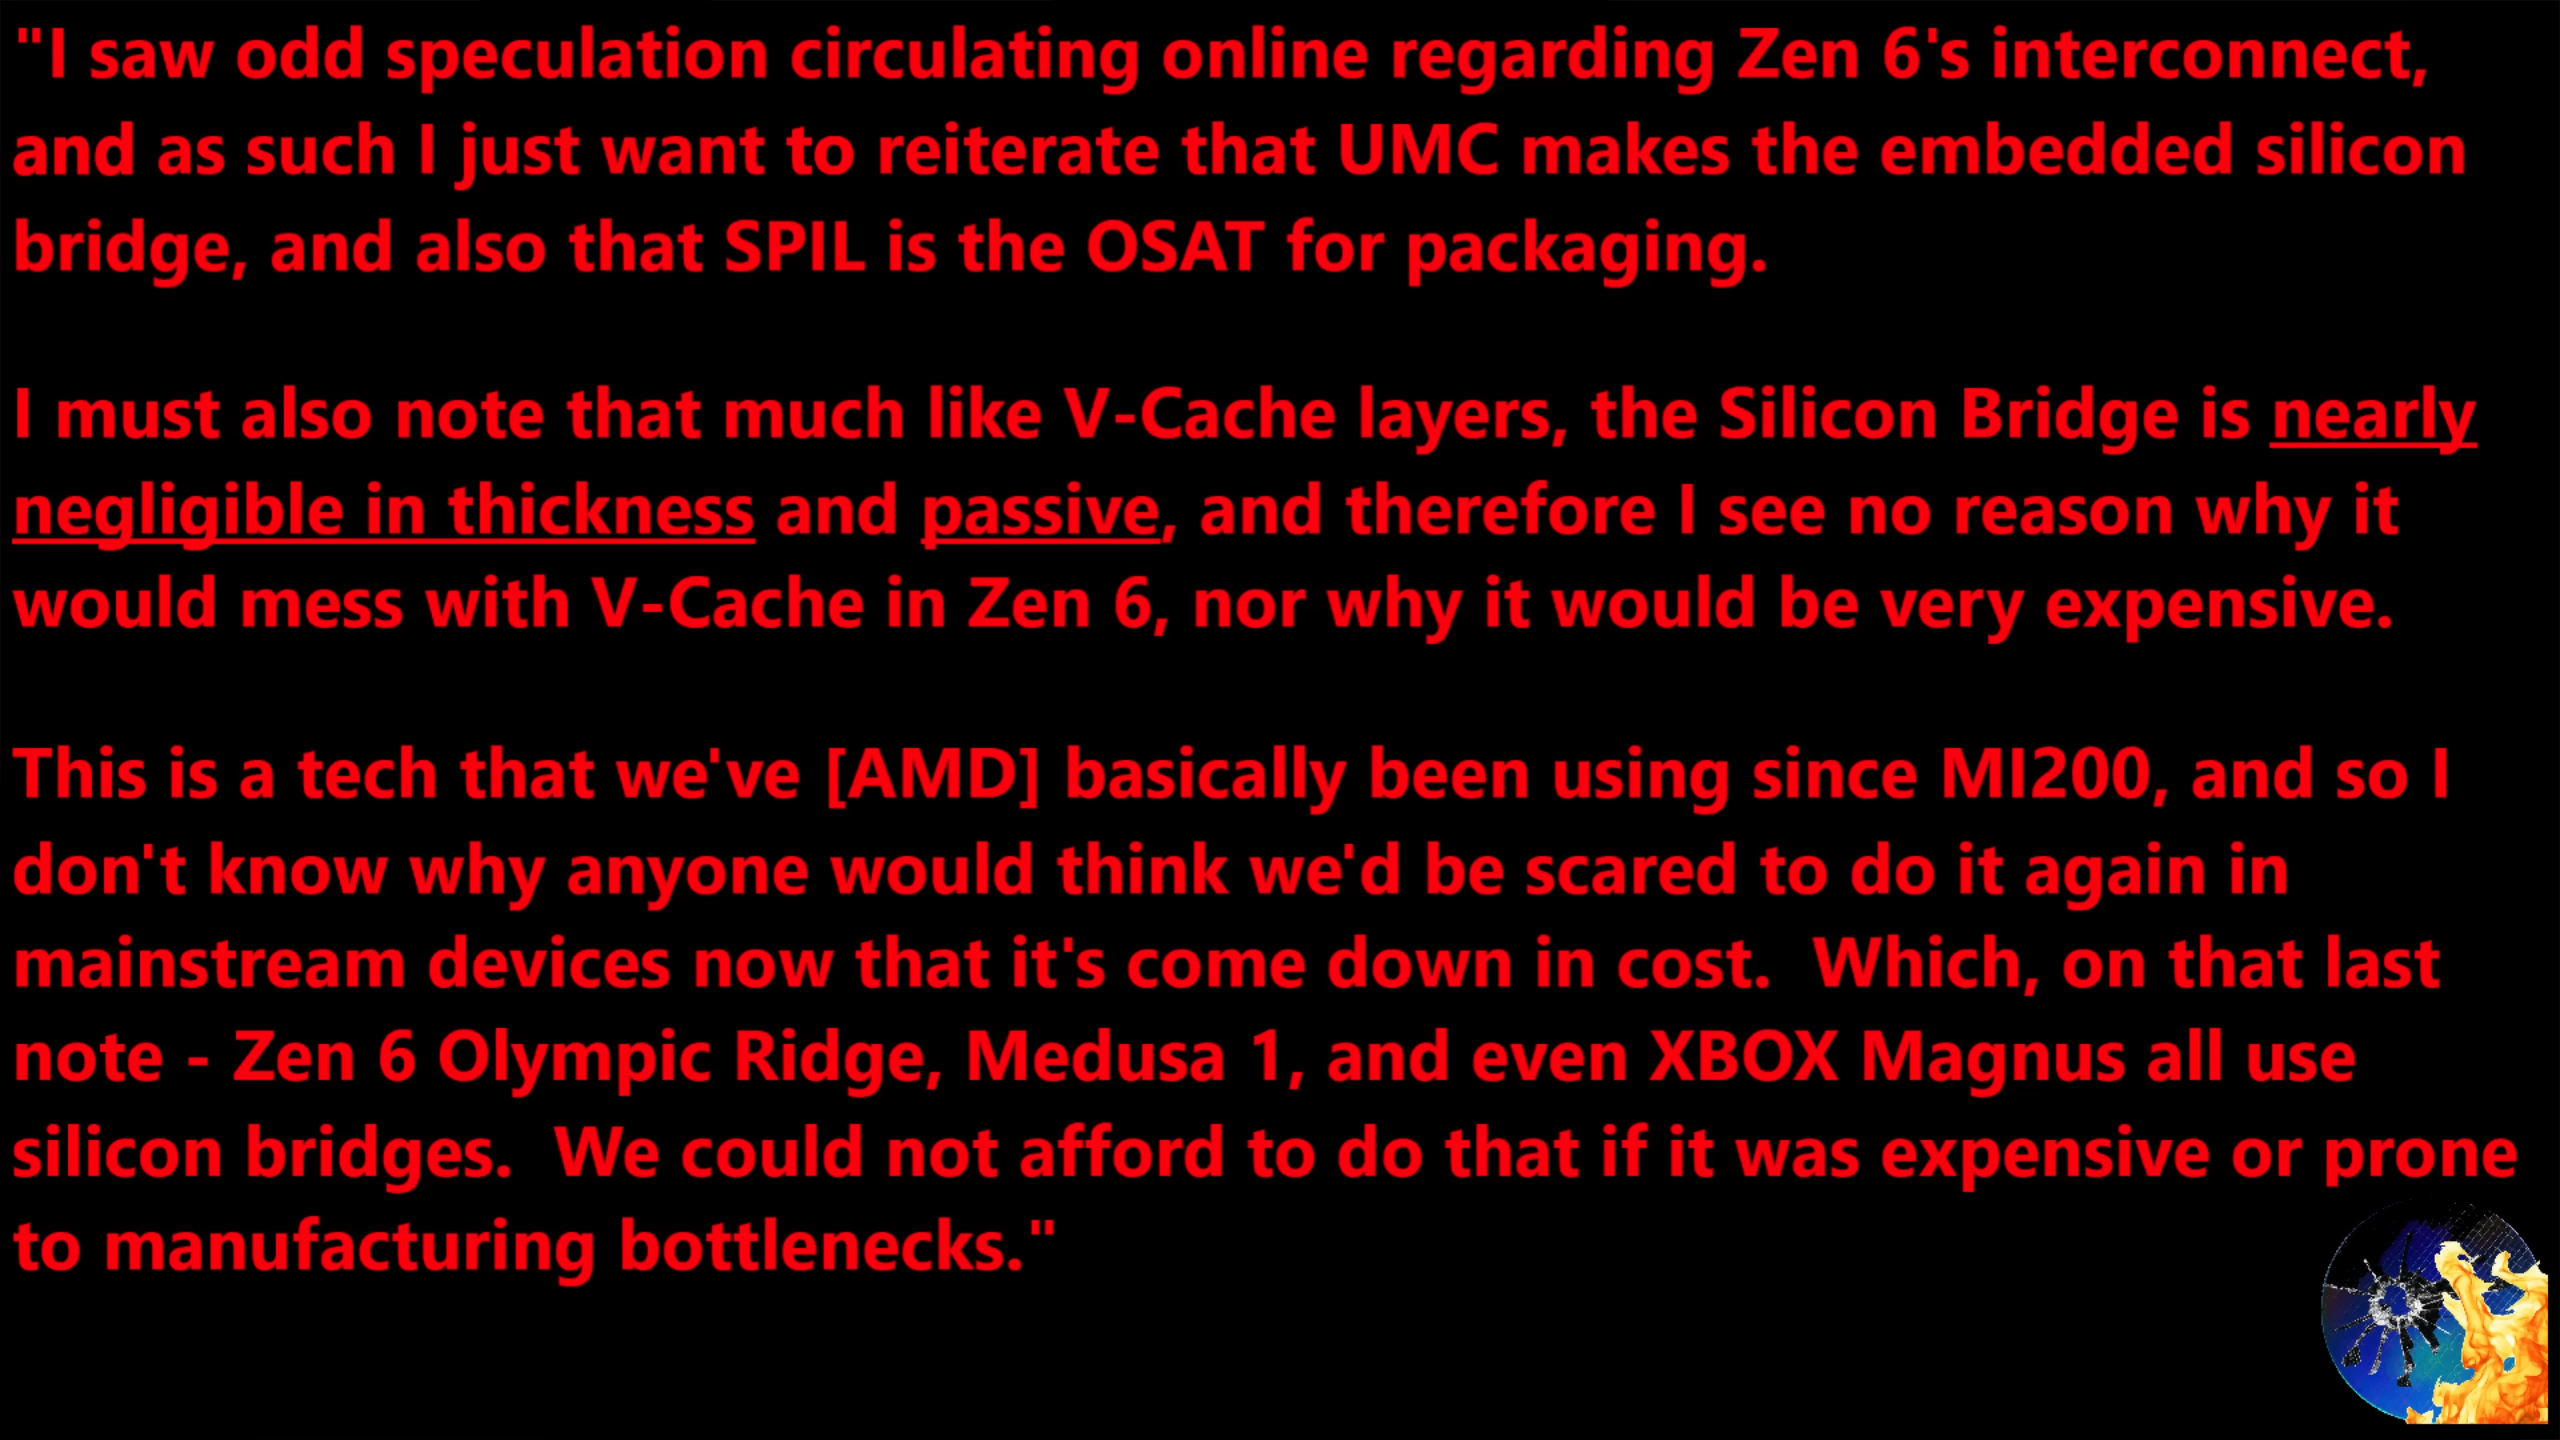 "I saw odd speculation circulating online regarding Zen 6's interconnect,
and as such I just want to reiterate that UMC makes the embedded silicon
bridge, and also that SPIL is the OSAT for packaging.
I must also note that much like V-Cache layers, the Silicon Bridge is nearly
negligible in thickness and passive, and therefore I see no reason why it
would mess with V-Cache in Zen 6, nor why it would be very expensive.
This is a tech that we've [AMD] basically been using since MI200, and so I
don't know why anyone would think we'd be scared to do it again in
mainstream devices now that it's come down in cost.  Which, on that last
note - Zen 6 Olympic Ridge, Medusa 1, and even XBOX Magnus all use
silicon bridges.  We could not afford to do that if it was expensive or prone
to manufacturing bottlenecks."